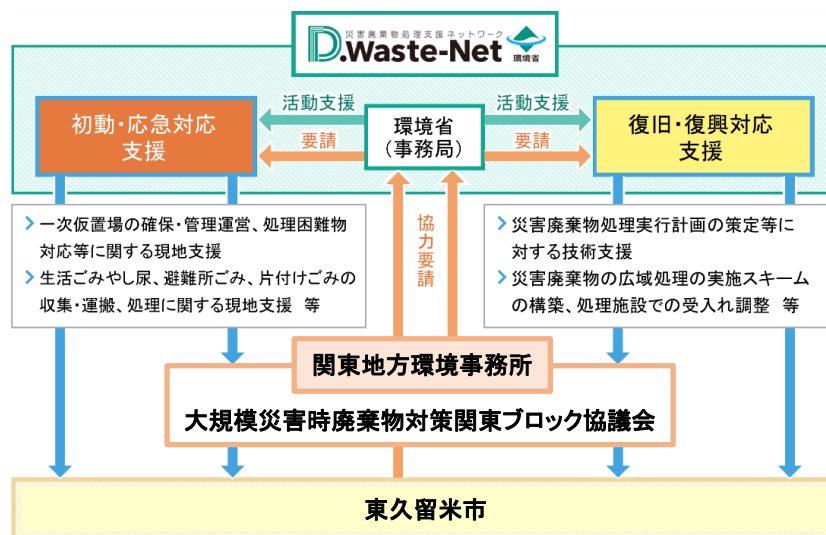 災害廃棄物処理支援ネットワーク
D.Waste-Net
環境省
初動・応急対応
支援
活動支援
要請
環境省
(事務局)
活動支援
要請
復旧・復興対応
支援
一次仮置場の確保・管理運営、処理困難物
対応等に関する現地支援
生活ごみやし尿、避難所ごみ、片付けごみの
収集・運搬、処理に関する現地支援 等
協力要請
災害廃棄物処理実行計画の策定等に
対する技術支援
災害廃棄物の広域処理の実施スキーム
の構築、処理施設での受入れ調整 等
関東地方環境事務所
大規模災害時廃棄物対策関東ブロック協議会
東久留米市